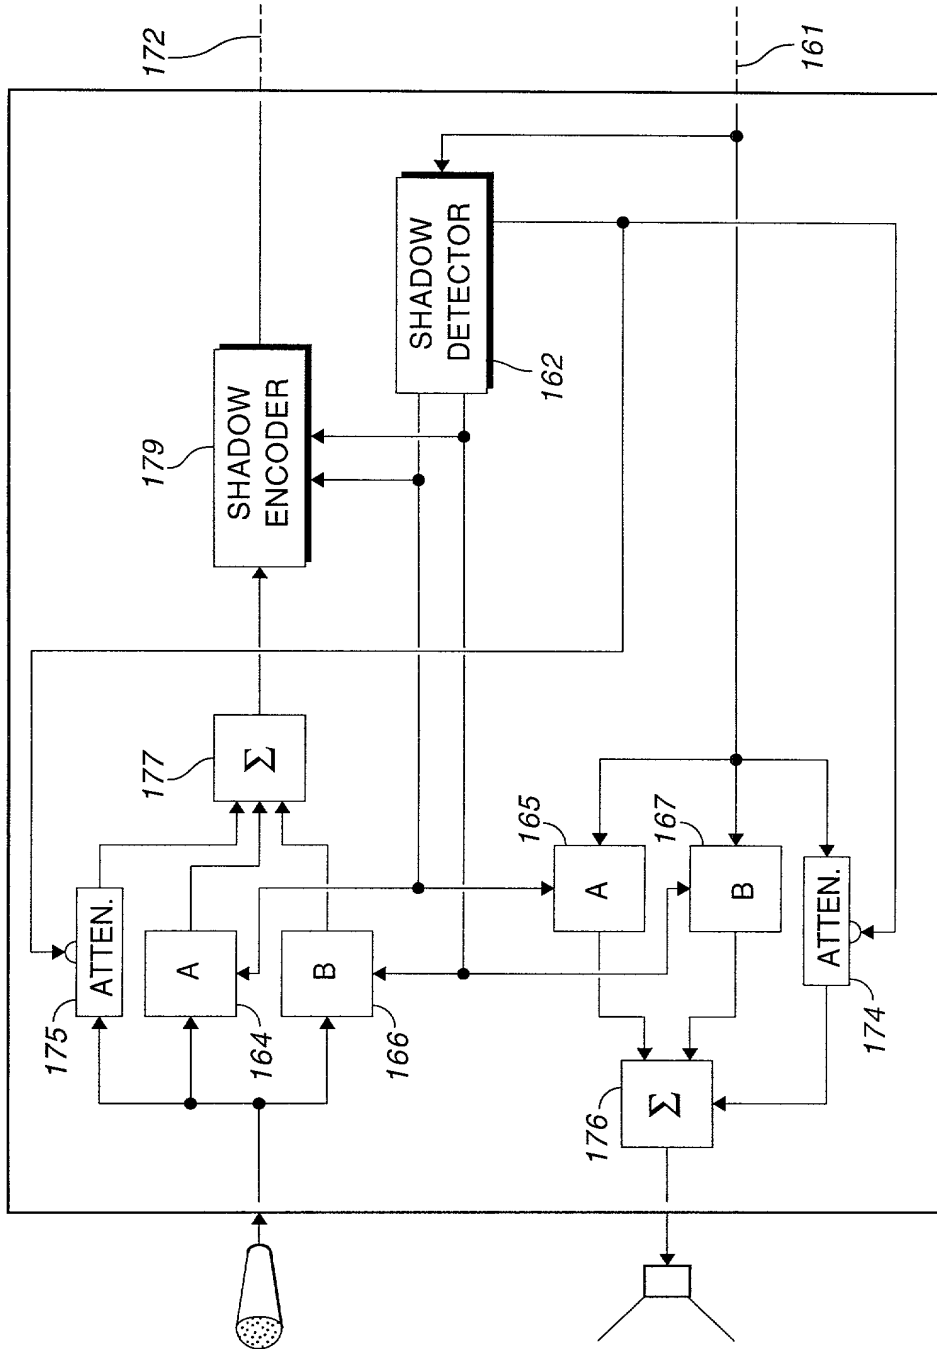 172
161
SHADOW
DETECTOR
162
179
SHADOW
ENCODER
177
Σ
175
ATTEN.
A
164
B
166
165
A
167
B
ATTEN.
174
176
Σ